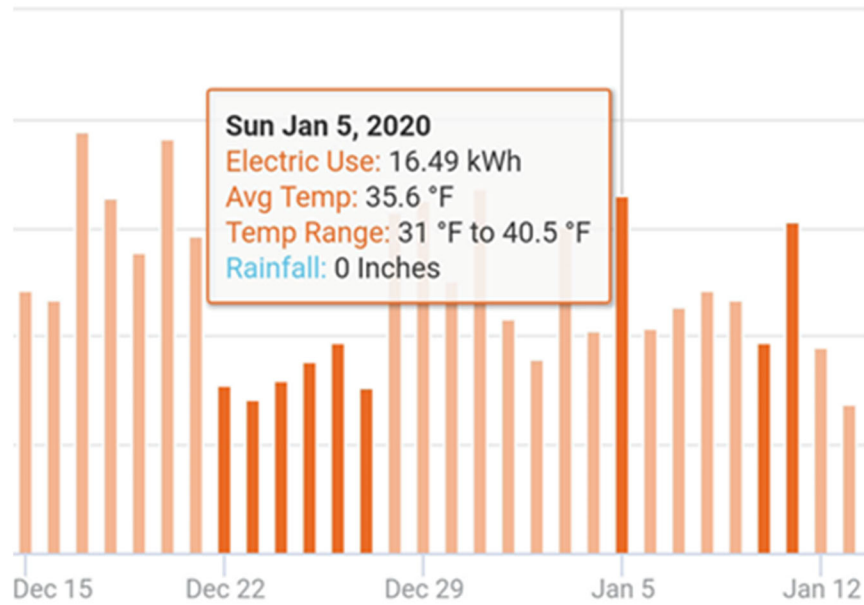 Sun Jan 5, 2020
Electric Use: 16.49 kWh
Avg Temp: 35.6 °F
Temp Range: 31 °F to 40.5 °F
Rainfall: 0 Inches
Dec 15 Dec 22 Dec 29 Jan 5 Jan 12